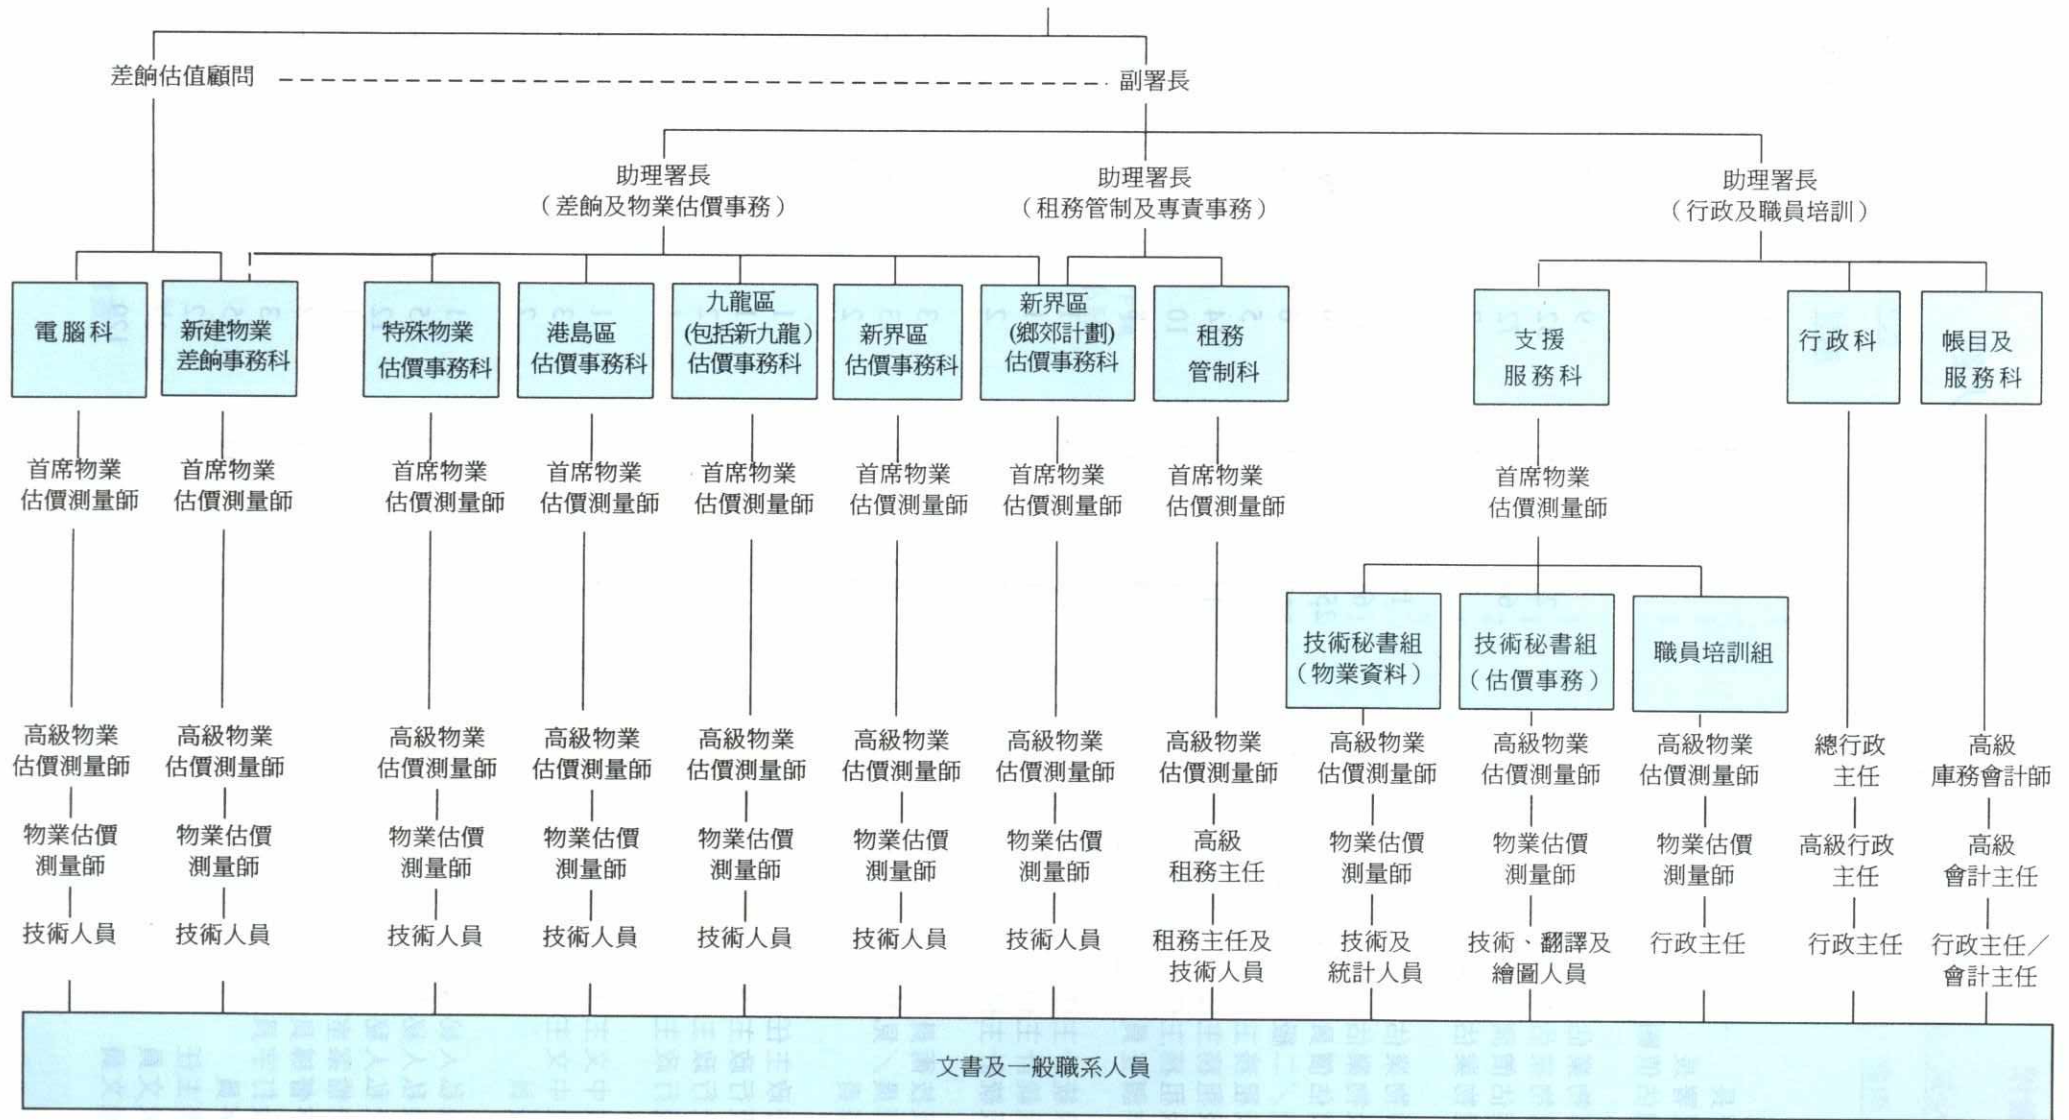 差餉估值顧問
副署長
助理署長
（差餉及物業估價事務）
助理署長
（租務管制及專責事務）
助理署長
（行政及職員培訓）
電腦科
新建物業
差餉事務科
特殊物業
估價事務科
港島區
估價事務科
九龍區
(包括新九龍)
估價事務科
新界區
估價事務科
新界區
(鄉郊計劃)
估價事務科
租務
管制科
支援
服務科
行政科
帳目及
服務科
首席物業
估價測量師
首席物業
估價測量師
首席物業
估價測量師
首席物業
估價測量師
首席物業
估價測量師
首席物業
估價測量師
首席物業
估價測量師
首席物業
估價測量師
首席物業
估價測量師
技術秘書組
（物業資料）
技術秘書組
（估價事務）
職員培訓組
高級物業
估價測量師
高級物業
估價測量師
高級物業
估價測量師
高級物業
估價測量師
高級物業
估價測量師
高級物業
估價測量師
高級物業
估價測量師
高級物業
估價測量師
高級物業
估價測量師
高級物業
估價測量師
高級物業
估價測量師
總行政
主任
高級
庫務會計師
物業估價
測量師
物業估價
測量師
物業估價
測量師
物業估價
測量師
物業估價
測量師
物業估價
測量師
物業估價
測量師
高級
租務主任
物業估價
測量師
物業估價
測量師
物業估價
測量師
高級行政
主任
高級
會計主任
技術人員
技術人員
技術人員
技術人員
技術人員
技術人員
技術人員
租務主任及
技術人員
技術及
統計人員
技術、翻譯及
繪圖人員
行政主任
行政主任
行政主任／
會計主任
文書及一般職系人員